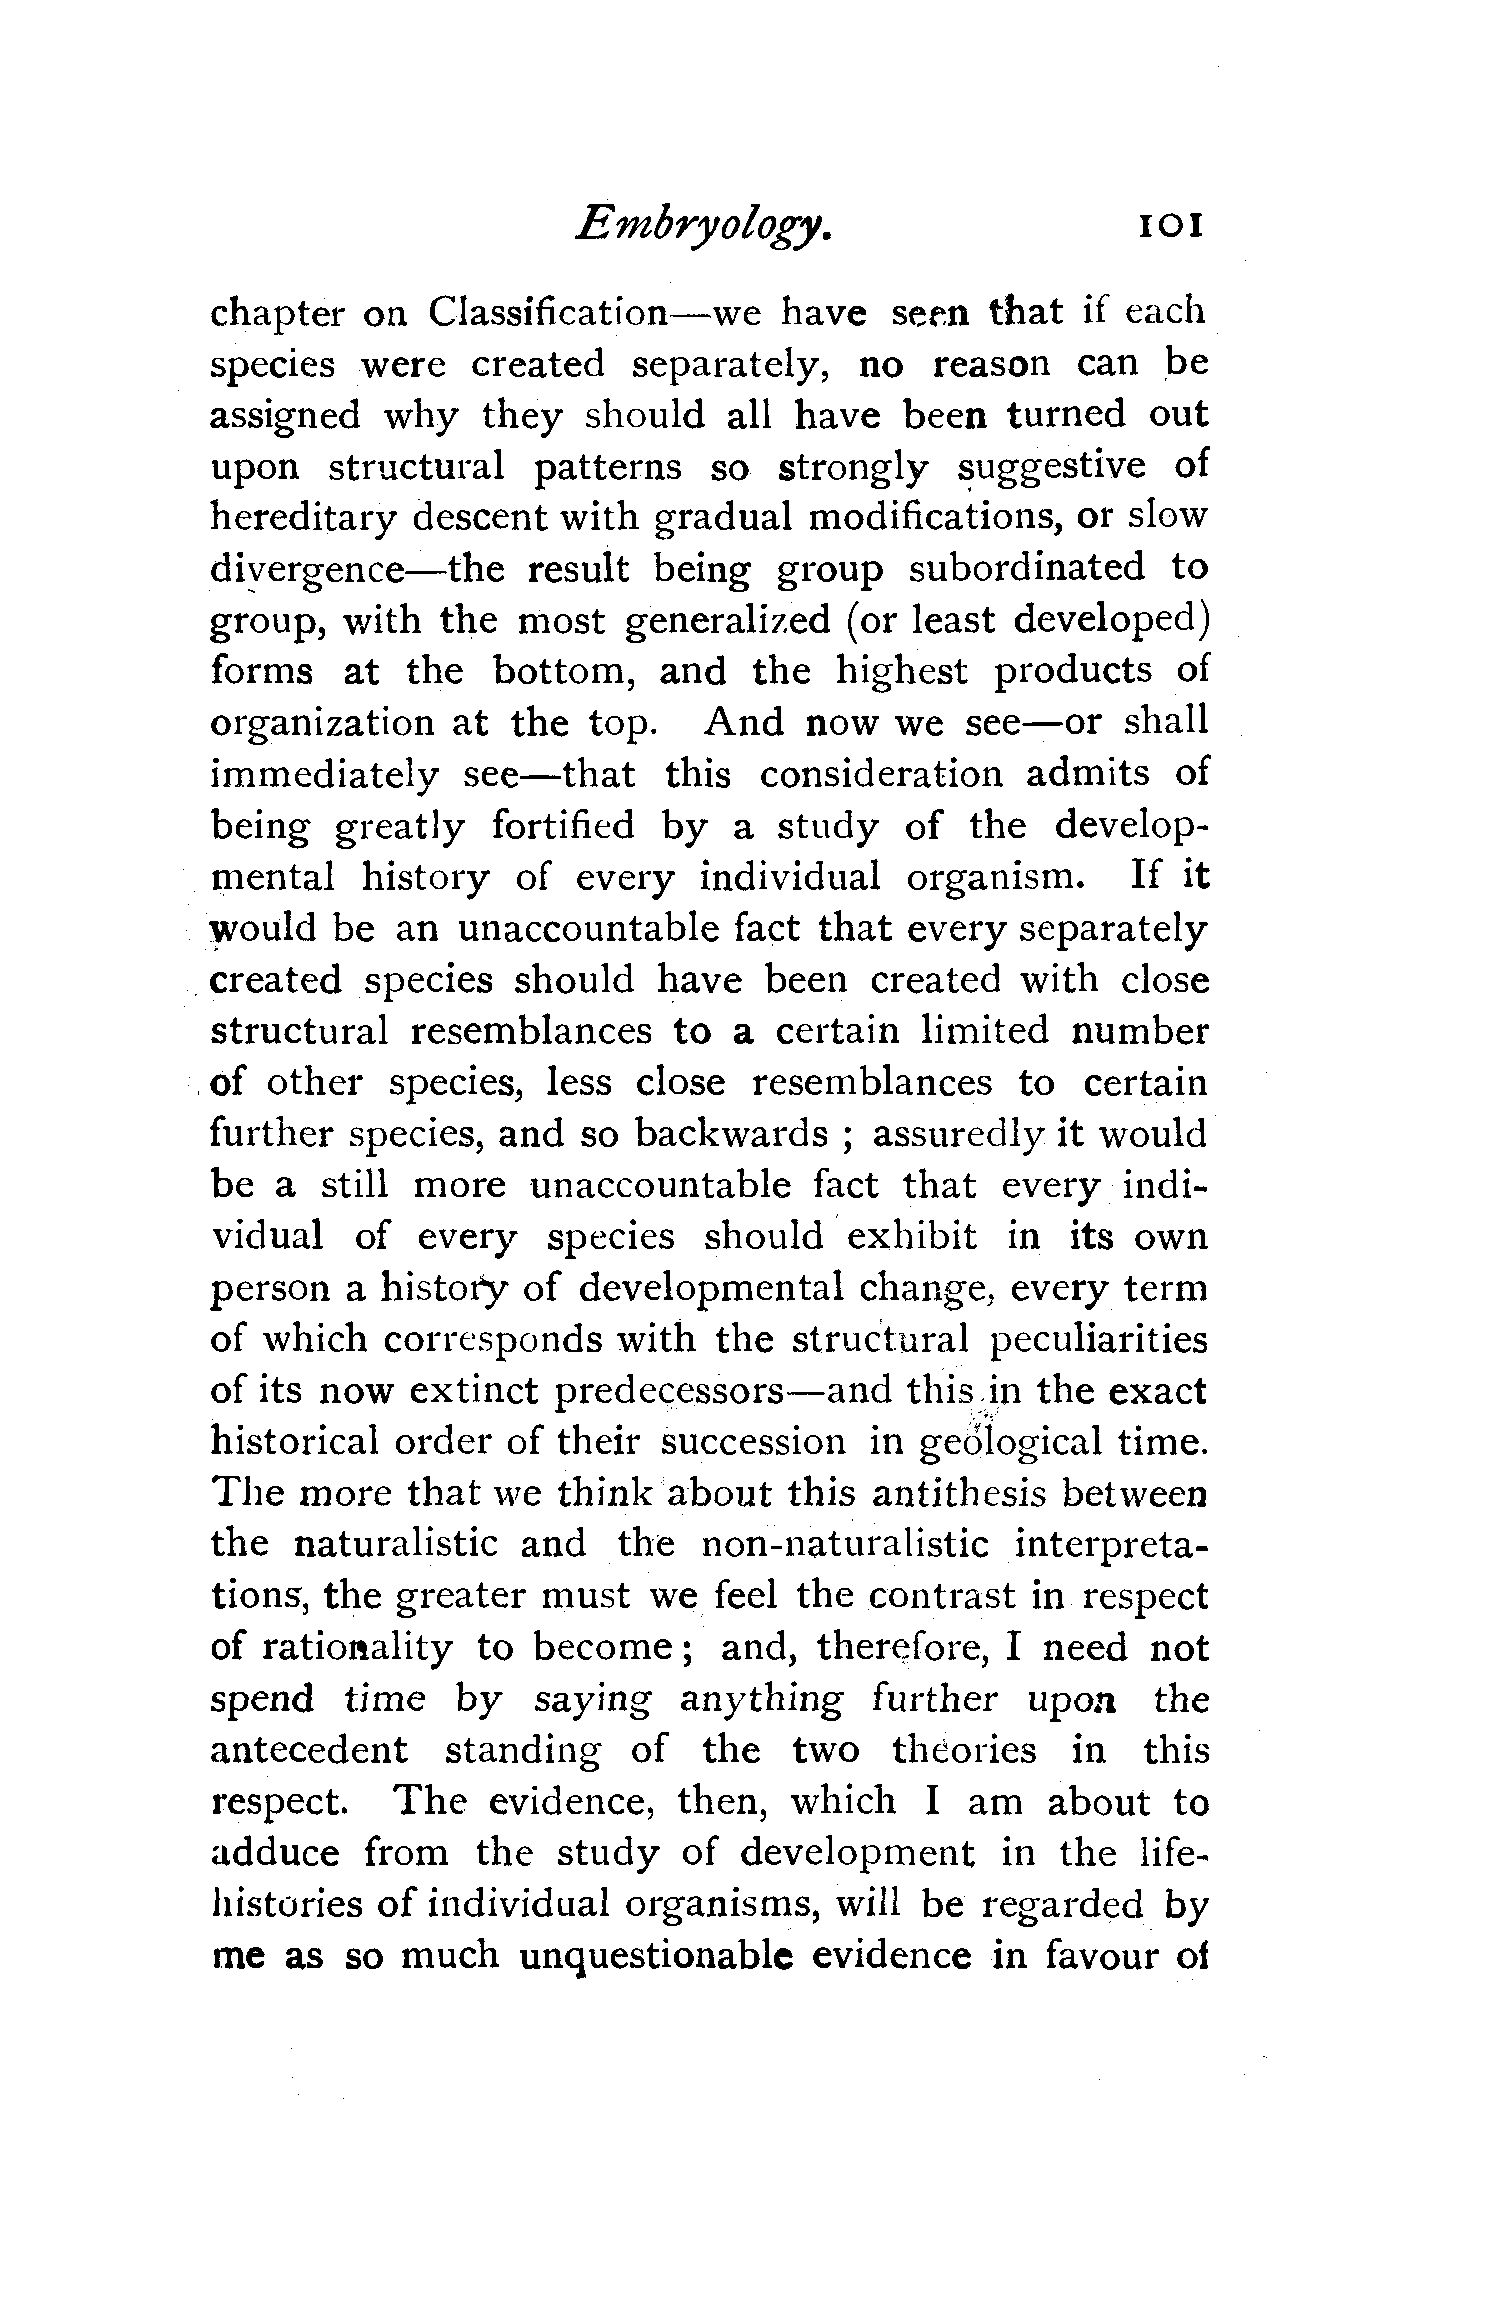 Embryology. 101
chapter on Classification—we have seen that if each
species were created separately, no reason can be
assigned why they should all have been turned out
upon structural patterns so strongly suggestive of
hereditary descent with gradual modifications, or slow
divergence—the result being group subordinated to
group, with the most generalized (or least developed)
forms at the bottom, and the highest products of
organization at the top. And now we see—or shall
immediately see—that this consideration admits of
being greatly fortified by a study of the develop-
mental history of every individual organism. If it
would be an unaccountable fact that every separately
created species should have been created with close
structural resemblances to a certain limited number
of other species, less close resemblances to certain
further species, and so backwards ; assuredly it would
be a still more unaccountable fact that every indi-
vidual of every species should exhibit in its own
person a history of developmental change, every term
of which corresponds with the structural peculiarities
of its now extinct predecessors—and this in the exact
historical order of their succession in geological time.
The more that we think about this antithesis between
the naturalistic and the non-naturalistic interpreta-
tions, the greater must we feel the contrast in respect
of rationality to become ; and, therefore, I need not
spend time by saying anything further upon the
antecedent standing of the two theories in this
respect. The evidence, then, which I am about to
adduce from the study of development in the life-
histories of individual organisms, will be regarded by
me as so much unquestionable evidence in favour of